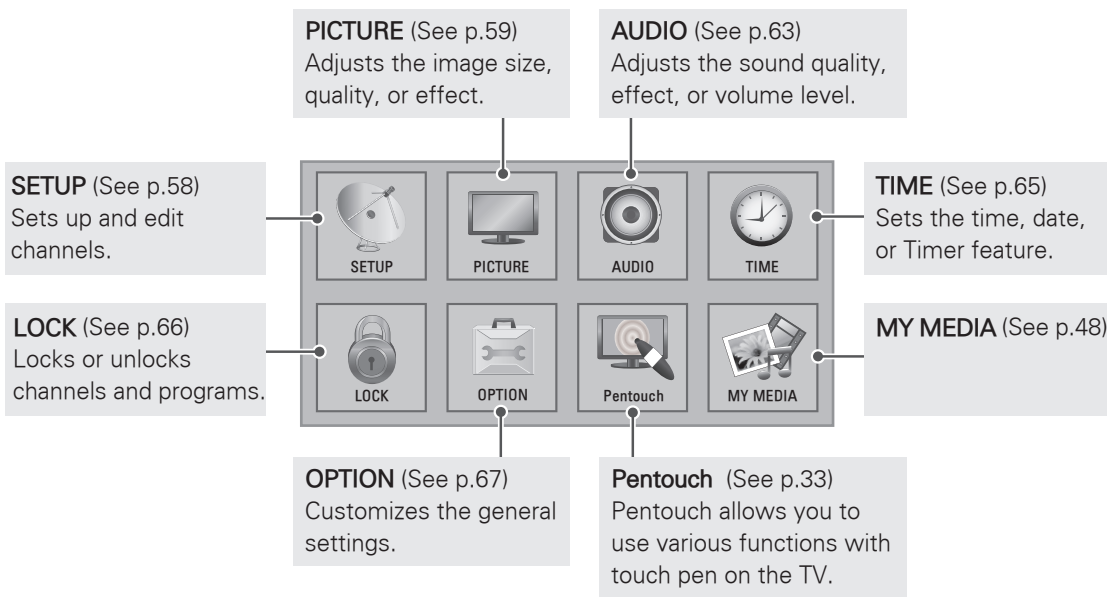 PICTURE (See p.59)
Adjusts the image size,
quality, or effect.
AUDIO (See p.63)
Adjusts the sound quality,
effect, or volume level.
SETUP (See p.58)
Sets up and edit
channels.
TIME (See p.65)
Sets the time, date,
or Timer feature.
SETUP
PICTURE
AUDIO
TIME
LOCK (See p.66)
Locks or unlocks
channels and programs.
MY MEDIA (See p.48)
LOCK
OPTION
Pentouch
MY MEDIA
OPTION (See p.67)
Customizes the general
settings.
Pentouch (See p.33)
Pentouch allows you to
use various functions with
touch pen on the TV.